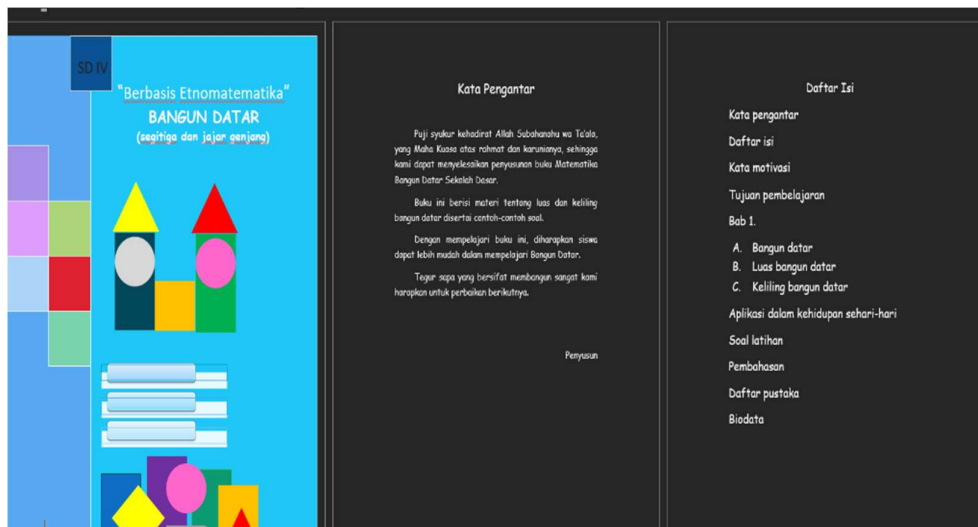 SD IV
“Berbasis Etnomatematika”
BANGUN DATAR
(segitiga dan jajar genjang)
Kata Pengantar
Puji syukur kehadirat Allah Subahanahu wa Ta'ala,
yang Maha Kuasa atas rahmat dan karunianya, sehingga
kami dapat menyelesaikan penyusunan buku Matematika
Bangun Datar Sekolah Dasar.
Buku ini berisi materi tentang luas dan keliling
bangun datar disertai contoh-contoh soal.
Dengan mempelajari buku ini, diharapkan siswa
dapat lebih mudah dalam mempelajari Bangun Datar.
Tegur sapa yang bersifat membangun sangat kami
harapkan untuk perbaikan berikutnya.
Penyusun
Daftar Isi
Kata pengantar
Daftar isi
Kata motivasi
Tujuan pembelajaran
Bab 1.
A. Bangun datar
B. Luas bangun datar
C. Keliling bangun datar
Aplikasi dalam kehidupan sehari-hari
Soal latihan
Pembahasan
Daftar pustaka
Biodata